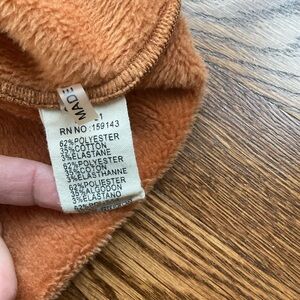 MADE
1
RN NO:159143
62%POLYESTER
35%COTTON
3%ELASTANE
62%POLYESTER
35%COTON
3%ELASTHANNE
62%POLIESTER
35%ALGODON
3%ELASTANO